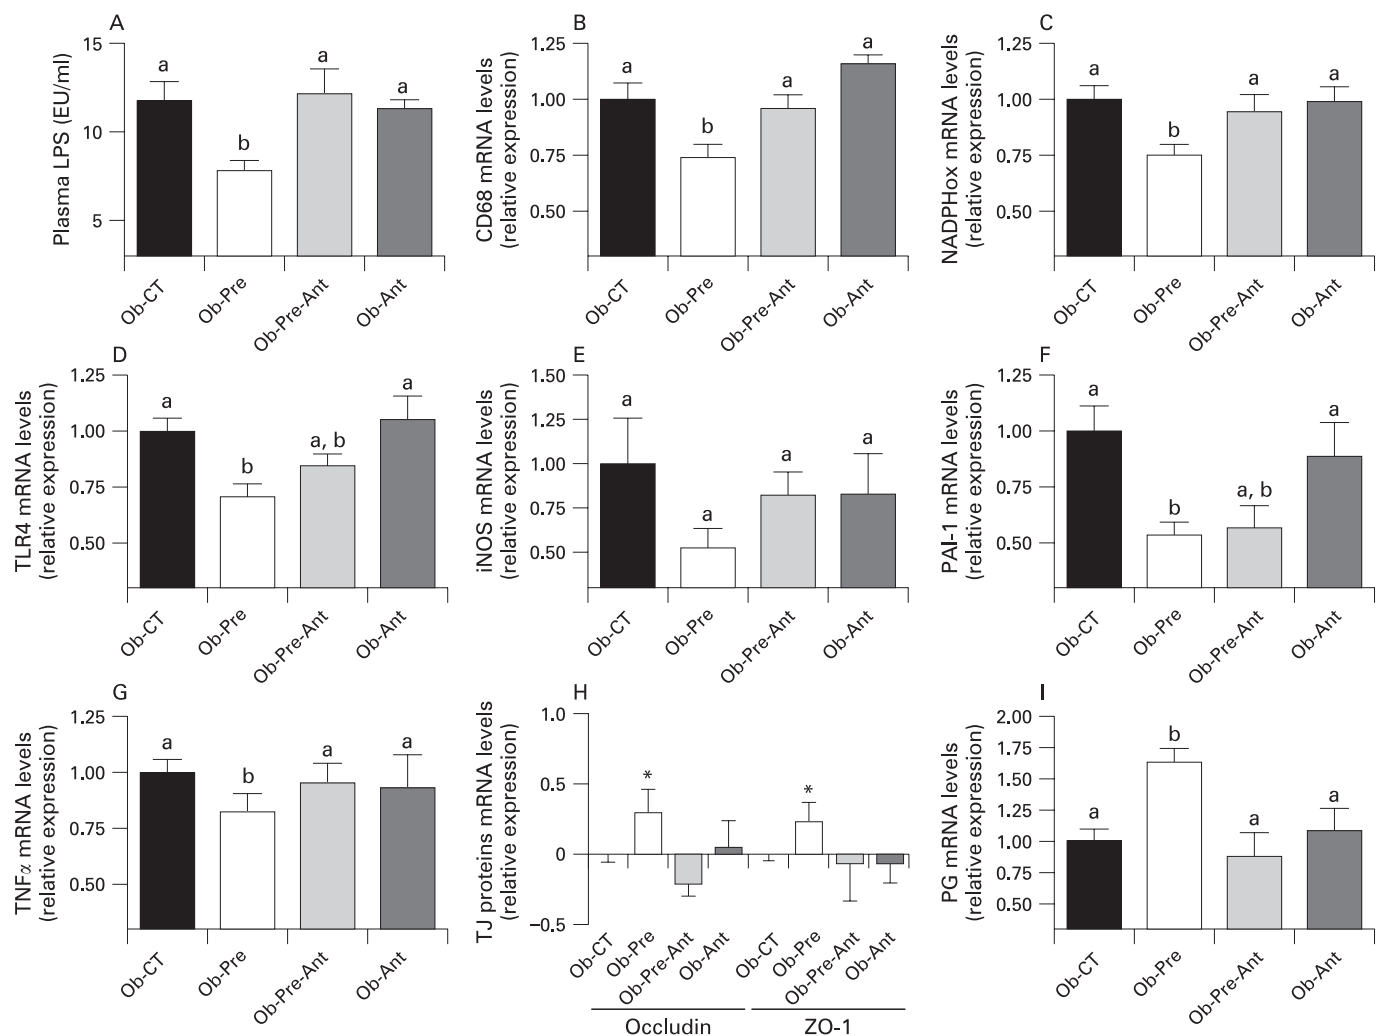 A
Plasma LPS (EU/ml)
15
10
5
a
b
a
a
Ob-CT
Ob-Pre
Ob-Pre-Ant
Ob-Ant
B
CD68 mRNA levels
(relative expression)
1.25
1.00
0.75
0.50
a
b
a
a
Ob-CT
Ob-Pre
Ob-Pre-Ant
Ob-Ant
C
NADPHox mRNA levels
(relative expression)
1.25
1.00
0.75
0.50
a
b
a
a
Ob-CT
Ob-Pre
Ob-Pre-Ant
Ob-Ant
D
TLR4 mRNA levels
(relative expression)
1.25
1.00
0.75
0.50
a
b
a, b
a
Ob-CT
Ob-Pre
Ob-Pre-Ant
Ob-Ant
E
iNOS mRNA levels
(relative expression)
1.50
1.25
1.00
0.75
0.50
a
a
a
a
Ob-CT
Ob-Pre
Ob-Pre-Ant
Ob-Ant
F
PAI-1 mRNA levels
(relative expression)
1.25
1.00
0.75
0.50
a
b
a, b
a
Ob-CT
Ob-Pre
Ob-Pre-Ant
Ob-Ant
G
TNFα mRNA levels
(relative expression)
1.25
1.00
0.75
0.50
a
b
a
a
Ob-CT
Ob-Pre
Ob-Pre-Ant
Ob-Ant
H
TJ proteins mRNA levels
(relative expression)
1.0
0.5
0
−0.5
*
*
Ob-CT
Ob-Pre
Ob-Pre-Ant
Ob-Ant
Ob-CT
Ob-Pre
Ob-Pre-Ant
Ob-Ant
Occludin
ZO-1
I
PG mRNA levels
(relative expression)
2.00
1.75
1.50
1.25
1.00
0.75
0.50
a
b
a
a
Ob-CT
Ob-Pre
Ob-Pre-Ant
Ob-Ant